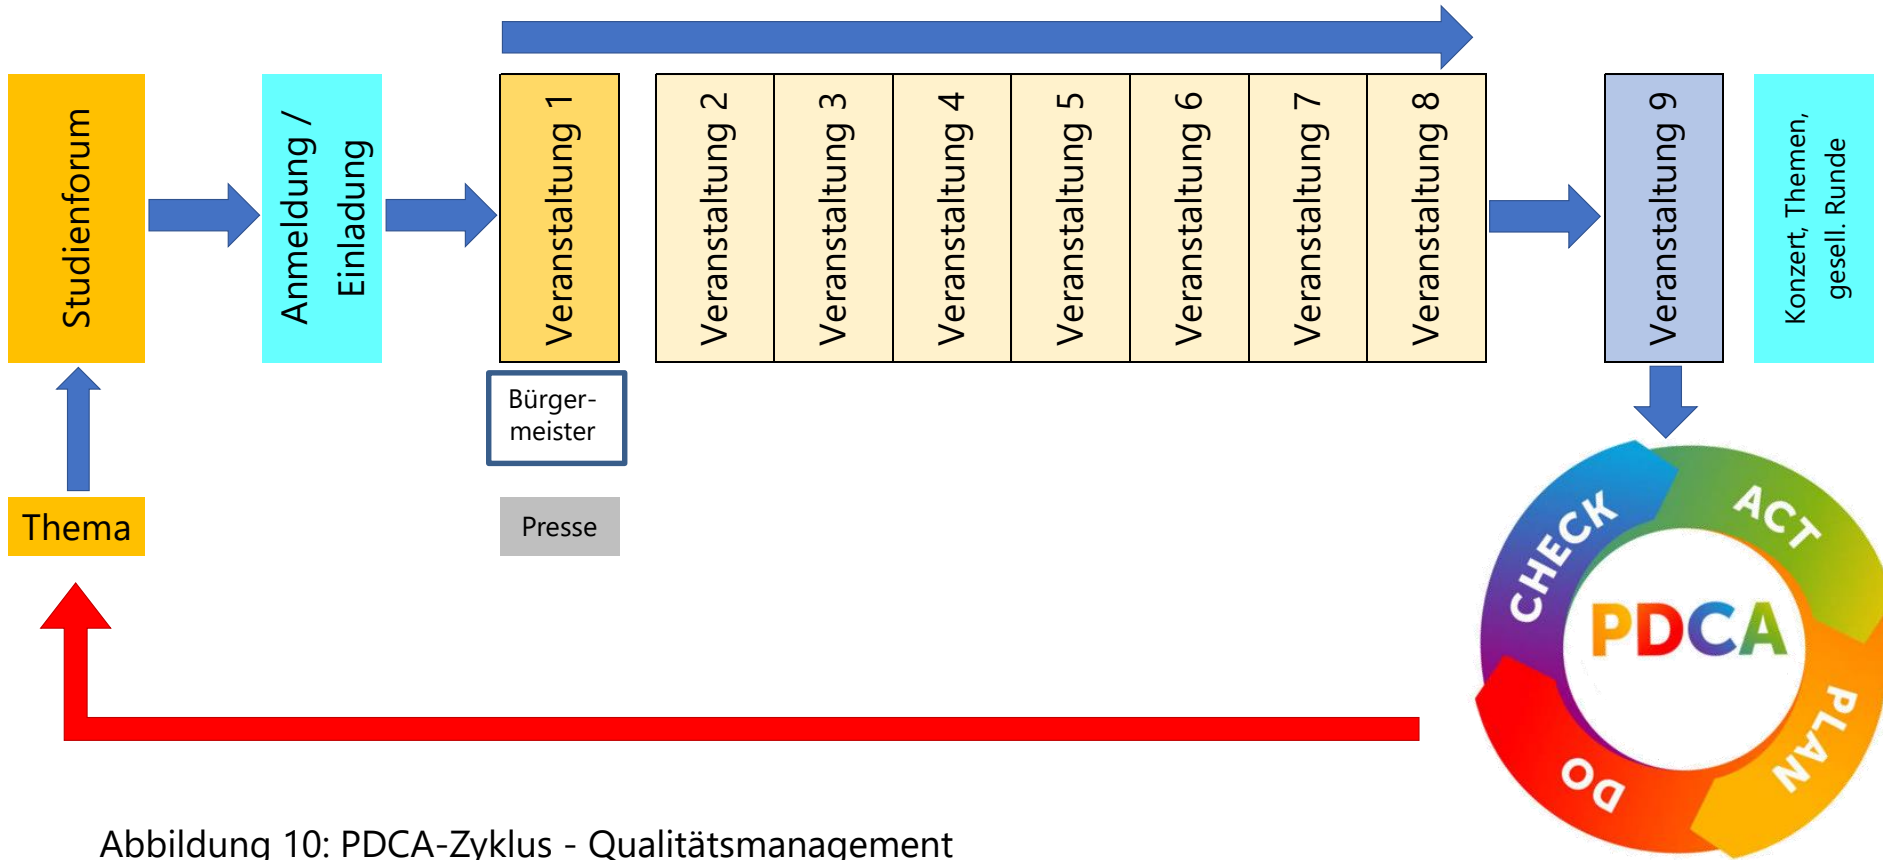 Studienforum
Anmeldung /
Einladung
Veranstaltung 1
Veranstaltung 2
Veranstaltung 3
Veranstaltung 4
Veranstaltung 5
Veranstaltung 6
Veranstaltung 7
Veranstaltung 8
Veranstaltung 9
Konzert, Themen,
gesell. Runde
Bürger-
meister
Thema
Presse
CHECK
ACT
PDCA
PLAN
DO
Abbildung 10: PDCA-Zyklus - Qualitätsmanagement